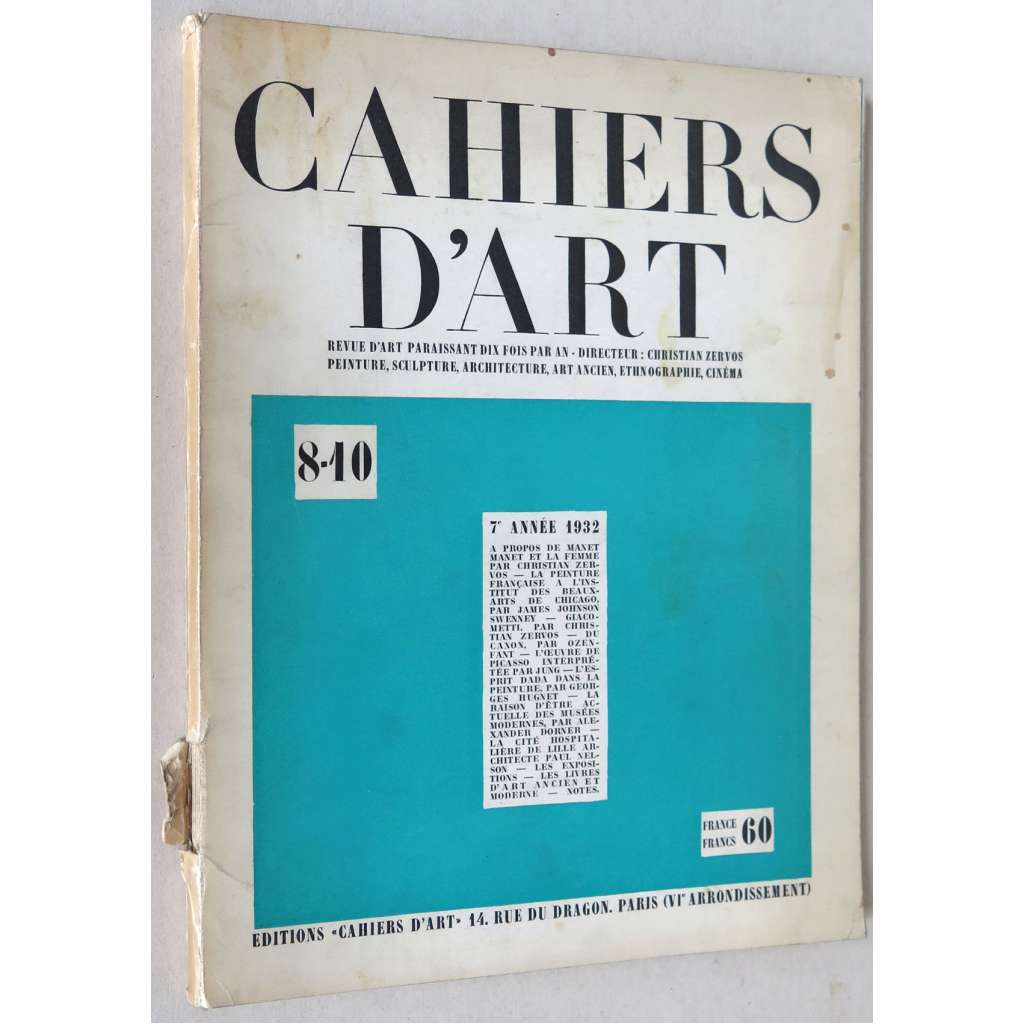 CAHIERS
D'ART
REVUE D'ART PARAISSANT DIX FOIS PAR AN - DIRECTEUR : CHRISTIAN ZERVOS
PEINTURE, SCULPTURE, ARCHITECTURE, ART ANCIEN, ETHNOGRAPHIE, CINÉMA
8-10
7e ANNÉE 1932
A PROPOS DE MANET
MANET ET LA FEMME
PAR CHRISTIAN ZER-
VOS — LA PEINTURE
FRANÇAISE A L'INS-
TITUT DES BEAUX-
ARTS DE CHICAGO,
PAR JAMES JOHNSON
SWENNEY — GIACO-
METTI, PAR CHRIS-
TIAN ZERVOS — DU
CANON, PAR OZEN-
FANT — L'ŒUVRE DE
PICASSO INTERPRÉ-
TÉE PAR JUNG — L'ES-
PRIT DADA DANS LA
PEINTURE, PAR GEOR-
GES HUGNET — LA
RAISON D'ÊTRE AC-
TUELLE DES MUSÉES
MODERNES, PAR ALE-
XANDER DORNER —
LA CITÉ HOSPITA-
LIÈRE DE LILLE AR-
CHITECTE PAUL NEL-
SON — LES EXPOSI-
TIONS — LES LIVRES
D'ART ANCIEN ET
MODERNE — NOTES.
FRANCE
FRANCS 60
EDITIONS «CAHIERS D'ART» 14. RUE DU DRAGON. PARIS (VIe ARRONDISSEMENT)